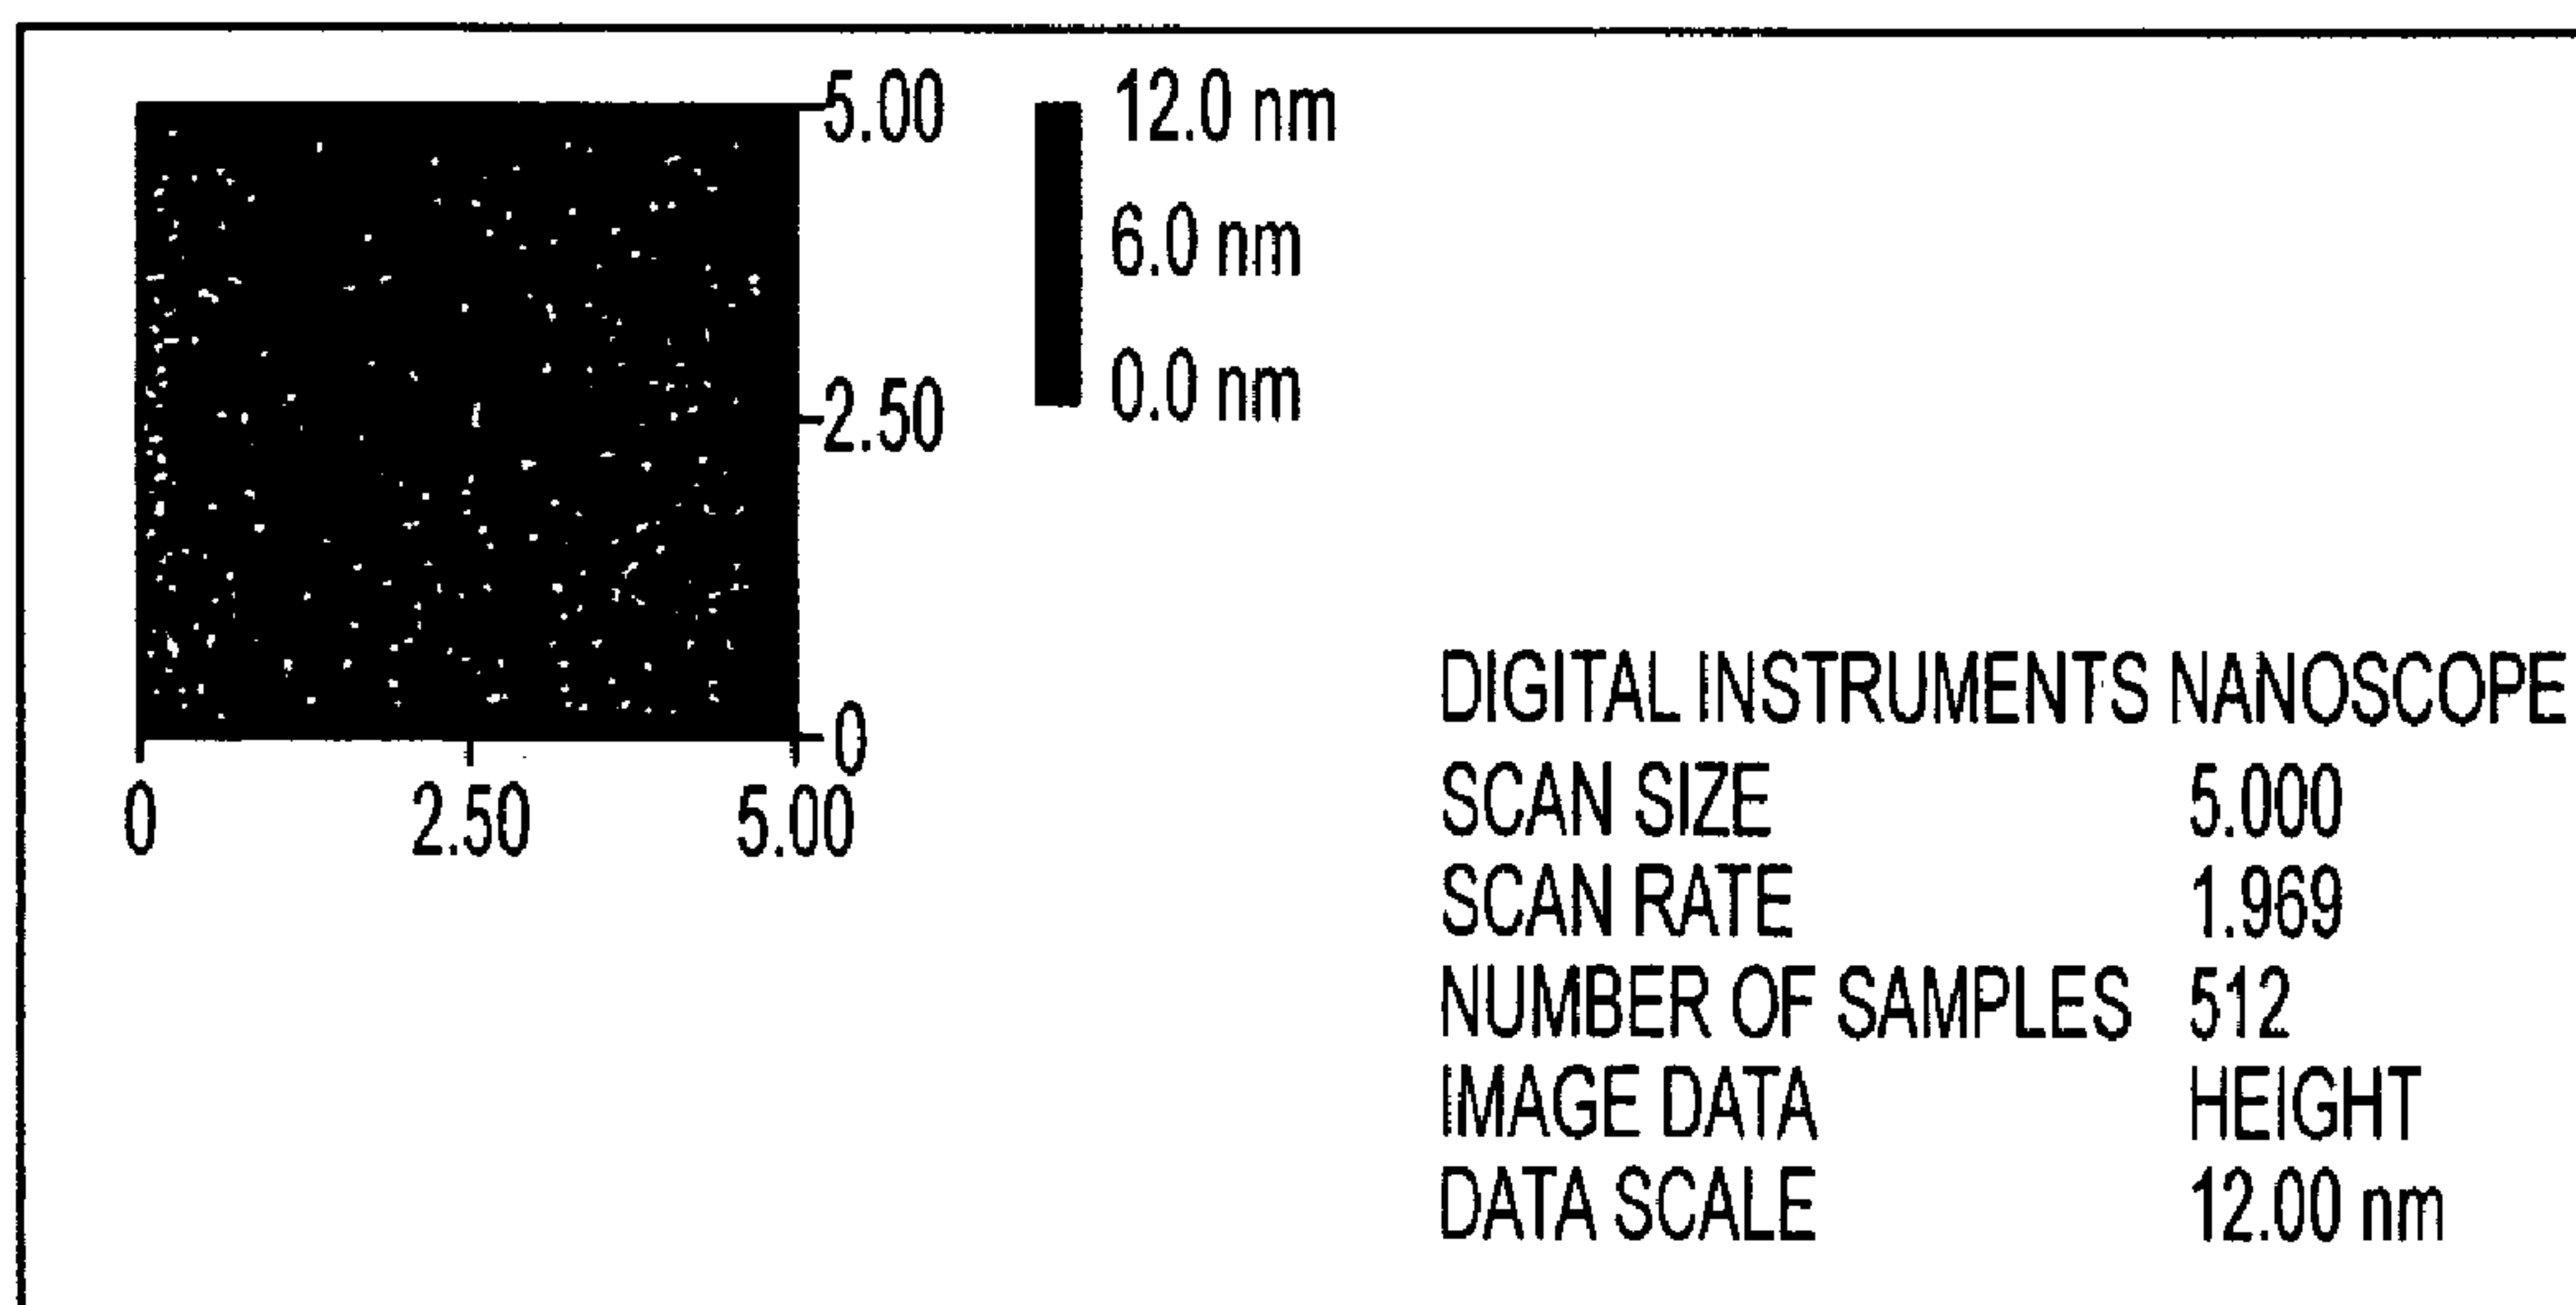 5.00
2.50
0
0 2.50 5.00
12.0 nm
6.0 nm
0.0 nm
DIGITAL INSTRUMENTS NANOSCOPE
SCAN SIZE 5.000
SCAN RATE 1.969
NUMBER OF SAMPLES 512
IMAGE DATA HEIGHT
DATA SCALE 12.00 nm